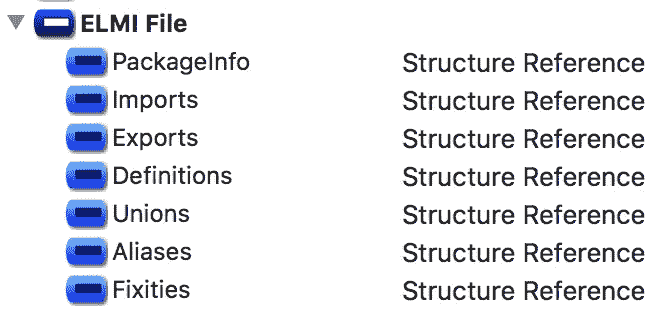 ELMI File
PackageInfo Structure Reference
Imports Structure Reference
Exports Structure Reference
Definitions Structure Reference
Unions Structure Reference
Aliases Structure Reference
Fixities Structure Reference